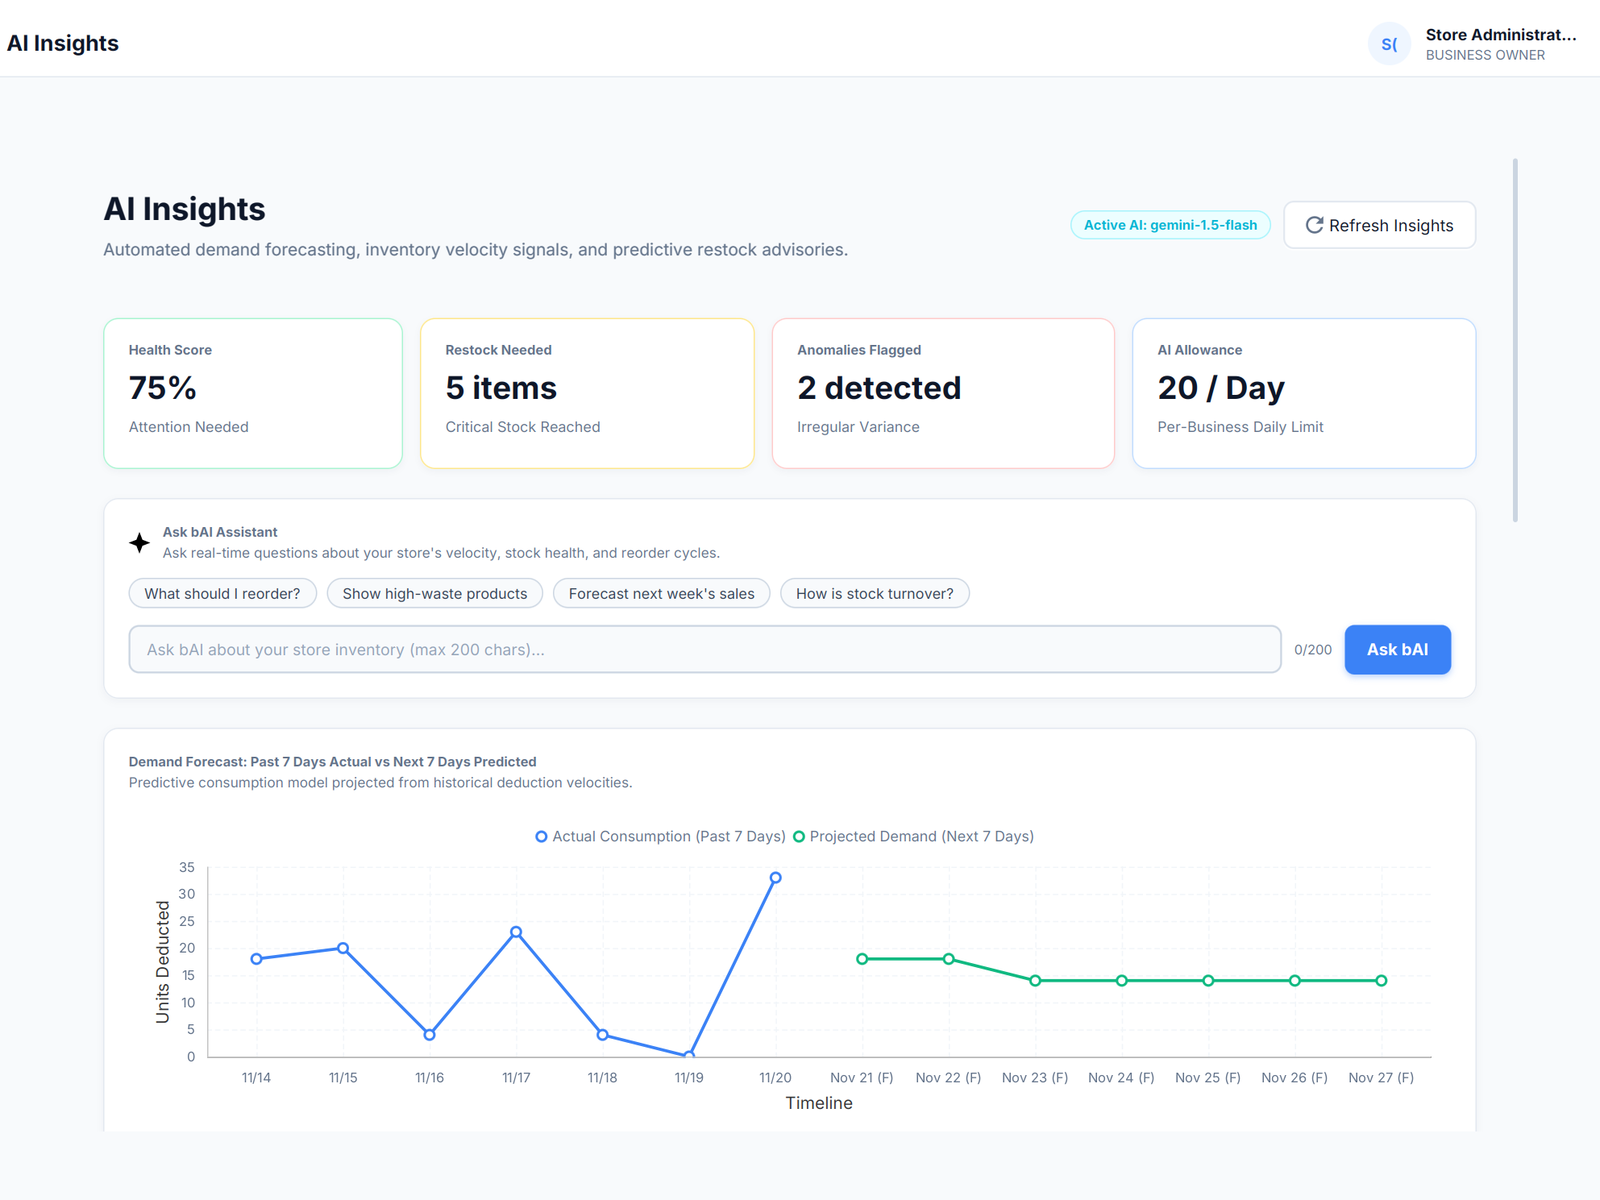 AI Insights
S(
Store Administrat...
BUSINESS OWNER
AI Insights
Automated demand forecasting, inventory velocity signals, and predictive restock advisories.
Active AI: gemini-1.5-flash
Refresh Insights
Health Score
75%
Attention Needed
Restock Needed
5 items
Critical Stock Reached
Anomalies Flagged
2 detected
Irregular Variance
AI Allowance
20 / Day
Per-Business Daily Limit
Ask bAI Assistant
Ask real-time questions about your store's velocity, stock health, and reorder cycles.
What should I reorder?
Show high-waste products
Forecast next week's sales
How is stock turnover?
Ask bAI about your store inventory (max 200 chars)...
0/200
Ask bAI
Demand Forecast: Past 7 Days Actual vs Next 7 Days Predicted
Predictive consumption model projected from historical deduction velocities.
Actual Consumption (Past 7 Days)
Projected Demand (Next 7 Days)
Units Deducted
35
30
25
20
15
10
5
0
11/14
11/15
11/16
11/17
11/18
11/19
11/20
Nov 21 (F)
Nov 22 (F)
Nov 23 (F)
Nov 24 (F)
Nov 25 (F)
Nov 26 (F)
Nov 27 (F)
Timeline